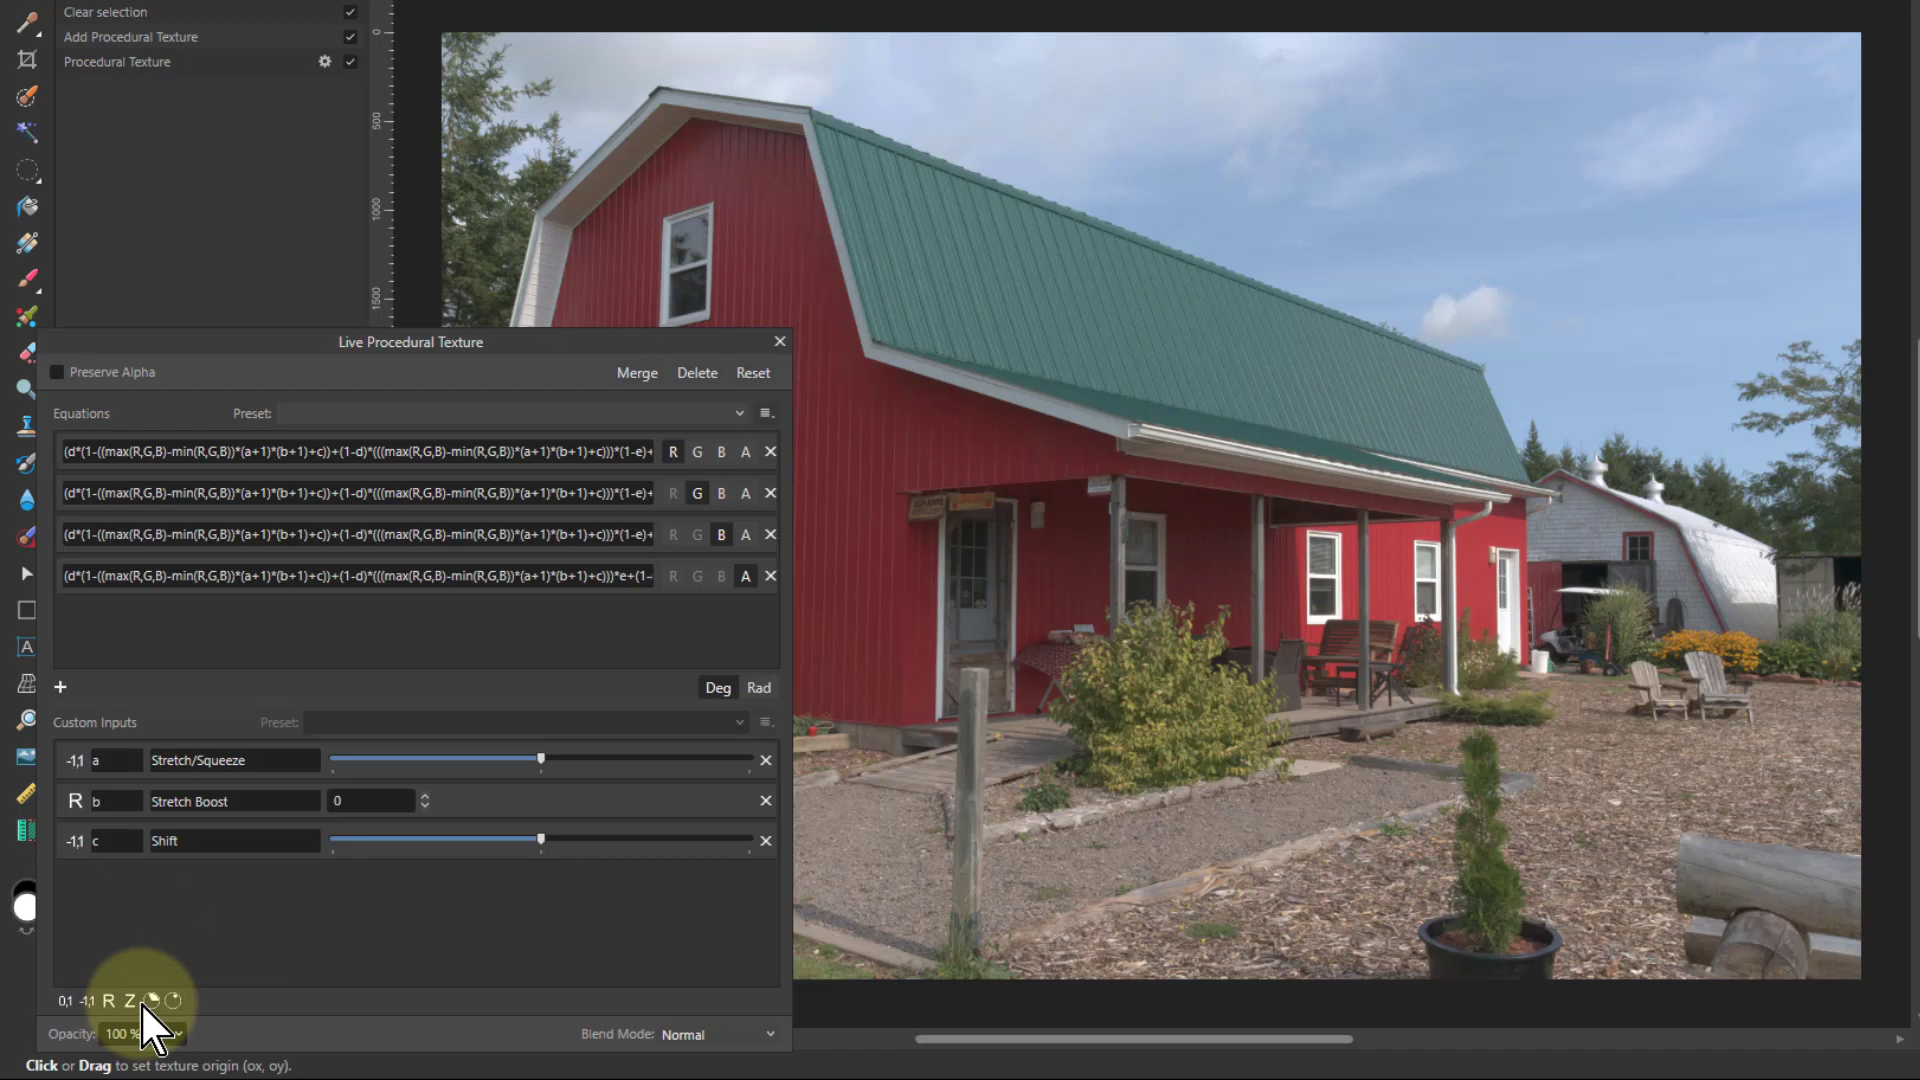 Clear selection
Add Procedural Texture
Procedural Texture
0
500
1000
1500
Live Procedural Texture
Preserve Alpha
Merge
Delete
Reset
Equations
Preset:
(d*(1-((max(R,G,B)-min(R,G,B))*(a+1)*(b+1)+c))+(1-d)*(((max(R,G,B)-min(R,G,B))*(a+1)*(b+1)+c)))*(1-e)+ R G B A
(d*(1-((max(R,G,B)-min(R,G,B))*(a+1)*(b+1)+c))+(1-d)*(((max(R,G,B)-min(R,G,B))*(a+1)*(b+1)+c)))*(1-e)+ R G B A
(d*(1-((max(R,G,B)-min(R,G,B))*(a+1)*(b+1)+c))+(1-d)*(((max(R,G,B)-min(R,G,B))*(a+1)*(b+1)+c)))*(1-e)+ R G B A
(d*(1-((max(R,G,B)-min(R,G,B))*(a+1)*(b+1)+c))+(1-d)*(((max(R,G,B)-min(R,G,B))*(a+1)*(b+1)+c)))*e+(1- R G B A
Deg Rad
Custom Inputs
Preset:
-1,1 a Stretch/Squeeze
R b Stretch Boost 0
-1,1 c Shift
0,1 -1,1 R Z
Opacity: 100 %
Blend Mode: Normal
Click or Drag to set texture origin (ox, oy).